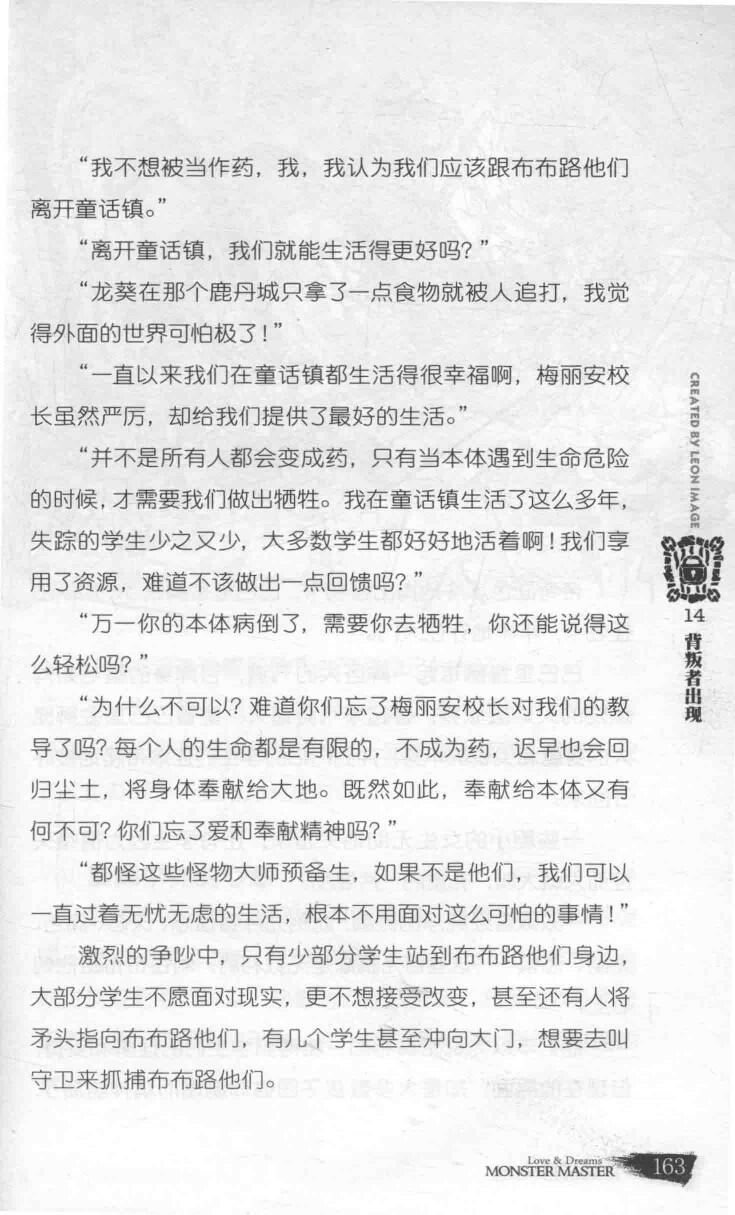 “我不想被当作药，我，我认为我们应该跟布布路他们
离开童话镇。”
“离开童话镇，我们就能生活得更好吗？”
“龙葵在那个鹿丹城只拿了一点食物就被人追打，我觉
得外面的世界可怕极了！”
“一直以来我们在童话镇都生活得很幸福啊，梅丽安校
长虽然严厉，却给我们提供了最好的生活。”
“并不是所有人都会变成药，只有当本体遇到生命危险
的时候，才需要我们做出牺牲。我在童话镇生活了这么多年，
失踪的学生少之又少，大多数学生都好好地活着啊！我们享
用了资源，难道不该做出一点回馈吗？”
“万一你的本体病倒了，需要你去牺牲，你还能说得这
么轻松吗？”
“为什么不可以？难道你们忘了梅丽安校长对我们的教
导了吗？每个人的生命都是有限的，不成为药，迟早也会回
归尘土，将身体奉献给大地。既然如此，奉献给本体又有
何不可？你们忘了爱和奉献精神吗？”
“都怪这些怪物大师预备生，如果不是他们，我们可以
一直过着无忧无虑的生活，根本不用面对这么可怕的事情！”
激烈的争吵中，只有少部分学生站到布布路他们身边，
大部分学生不愿面对现实，更不想接受改变，甚至还有人将
矛头指向布布路他们，有几个学生甚至冲向大门，想要去叫
守卫来抓捕布布路他们。
CREATED BY LEON IMAGE
14
背叛者出现
Love & Dreams
MONSTER MASTER
163